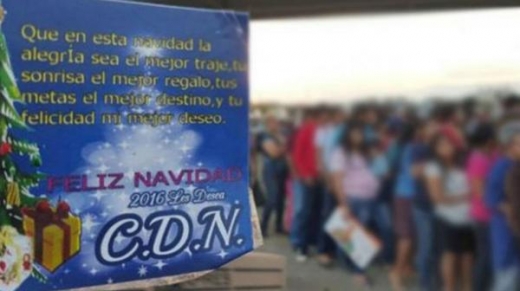 Que en esta navidad la
alegría sea el mejor traje, tu
sonrisa el mejor regalo, tus
metas el mejor destino, y tu
felicidad mi mejor deseo.
FELIZ NAVIDAD
2016 Les Desea
C.D.N.